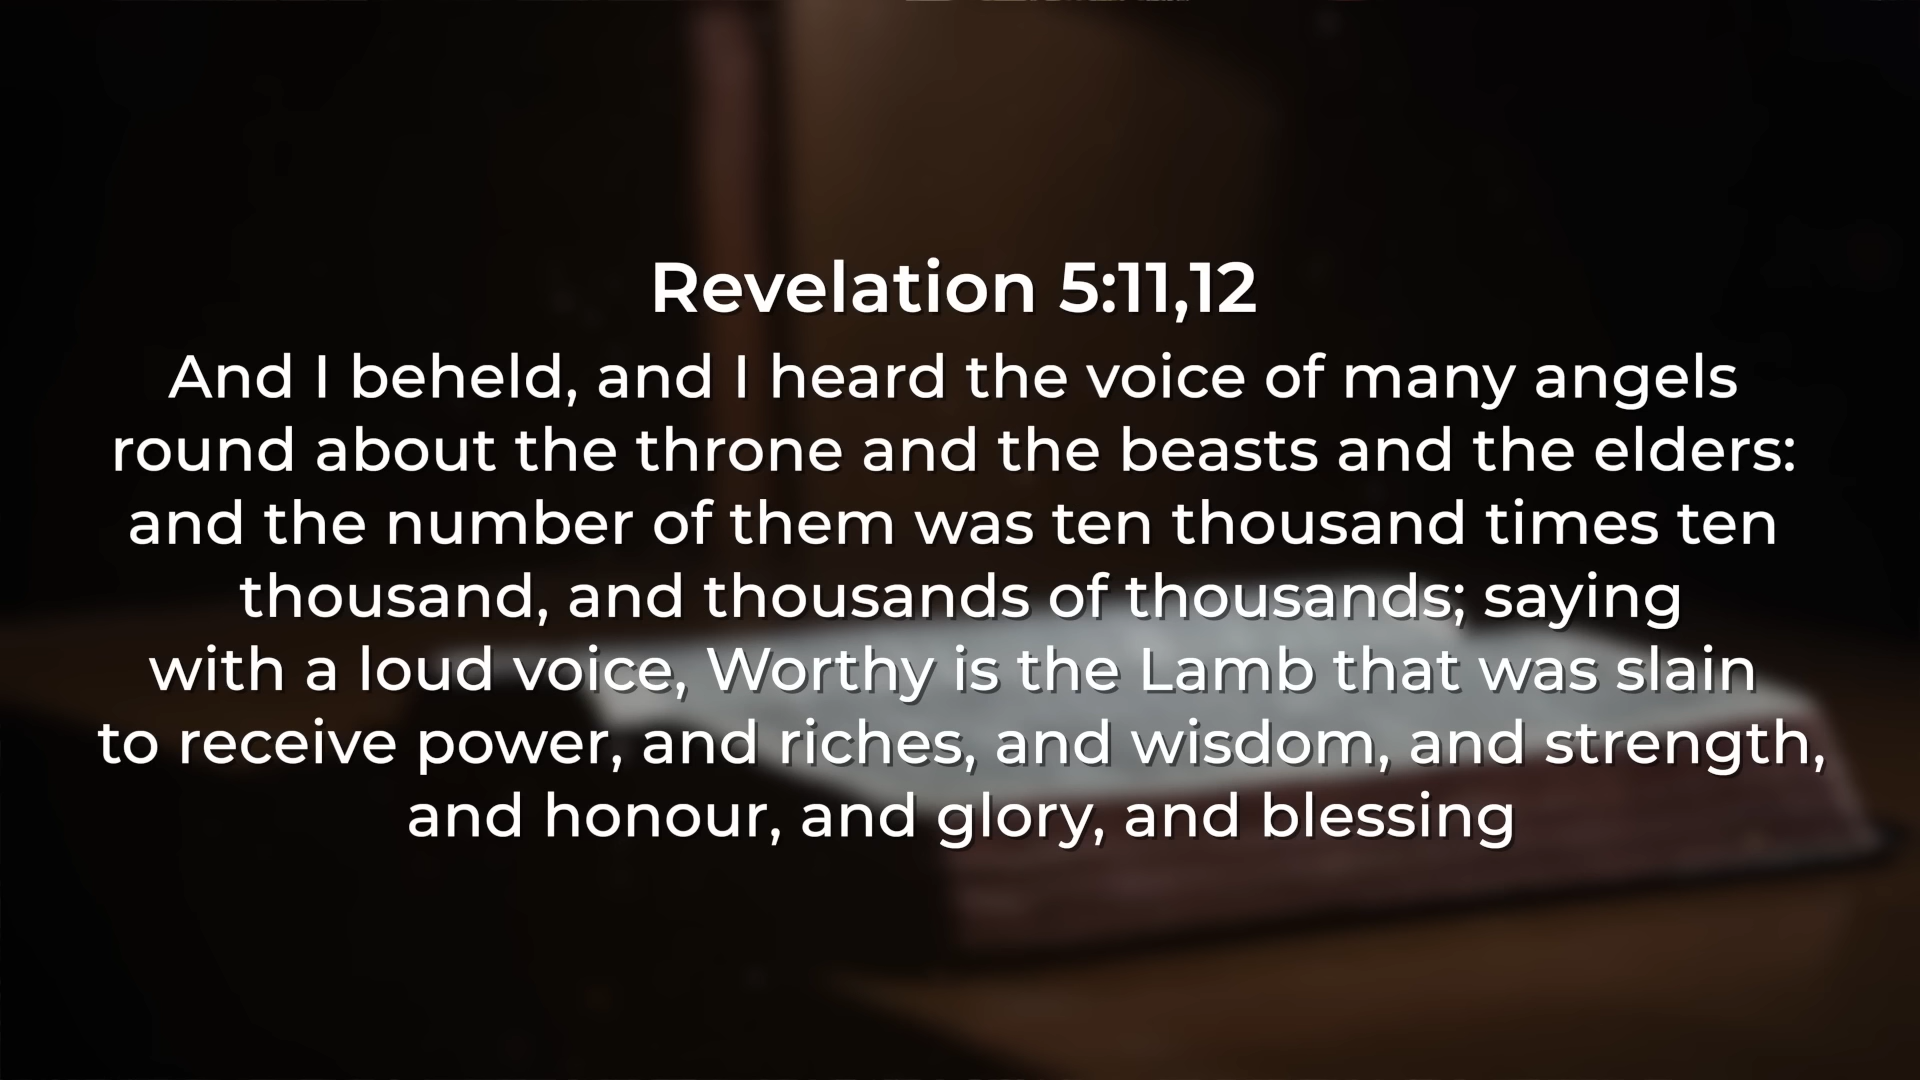 Revelation 5:11,12
And I beheld, and I heard the voice of many angels
round about the throne and the beasts and the elders:
and the number of them was ten thousand times ten
thousand, and thousands of thousands; saying
with a loud voice, Worthy is the Lamb that was slain
to receive power, and riches, and wisdom, and strength,
and honour, and glory, and blessing